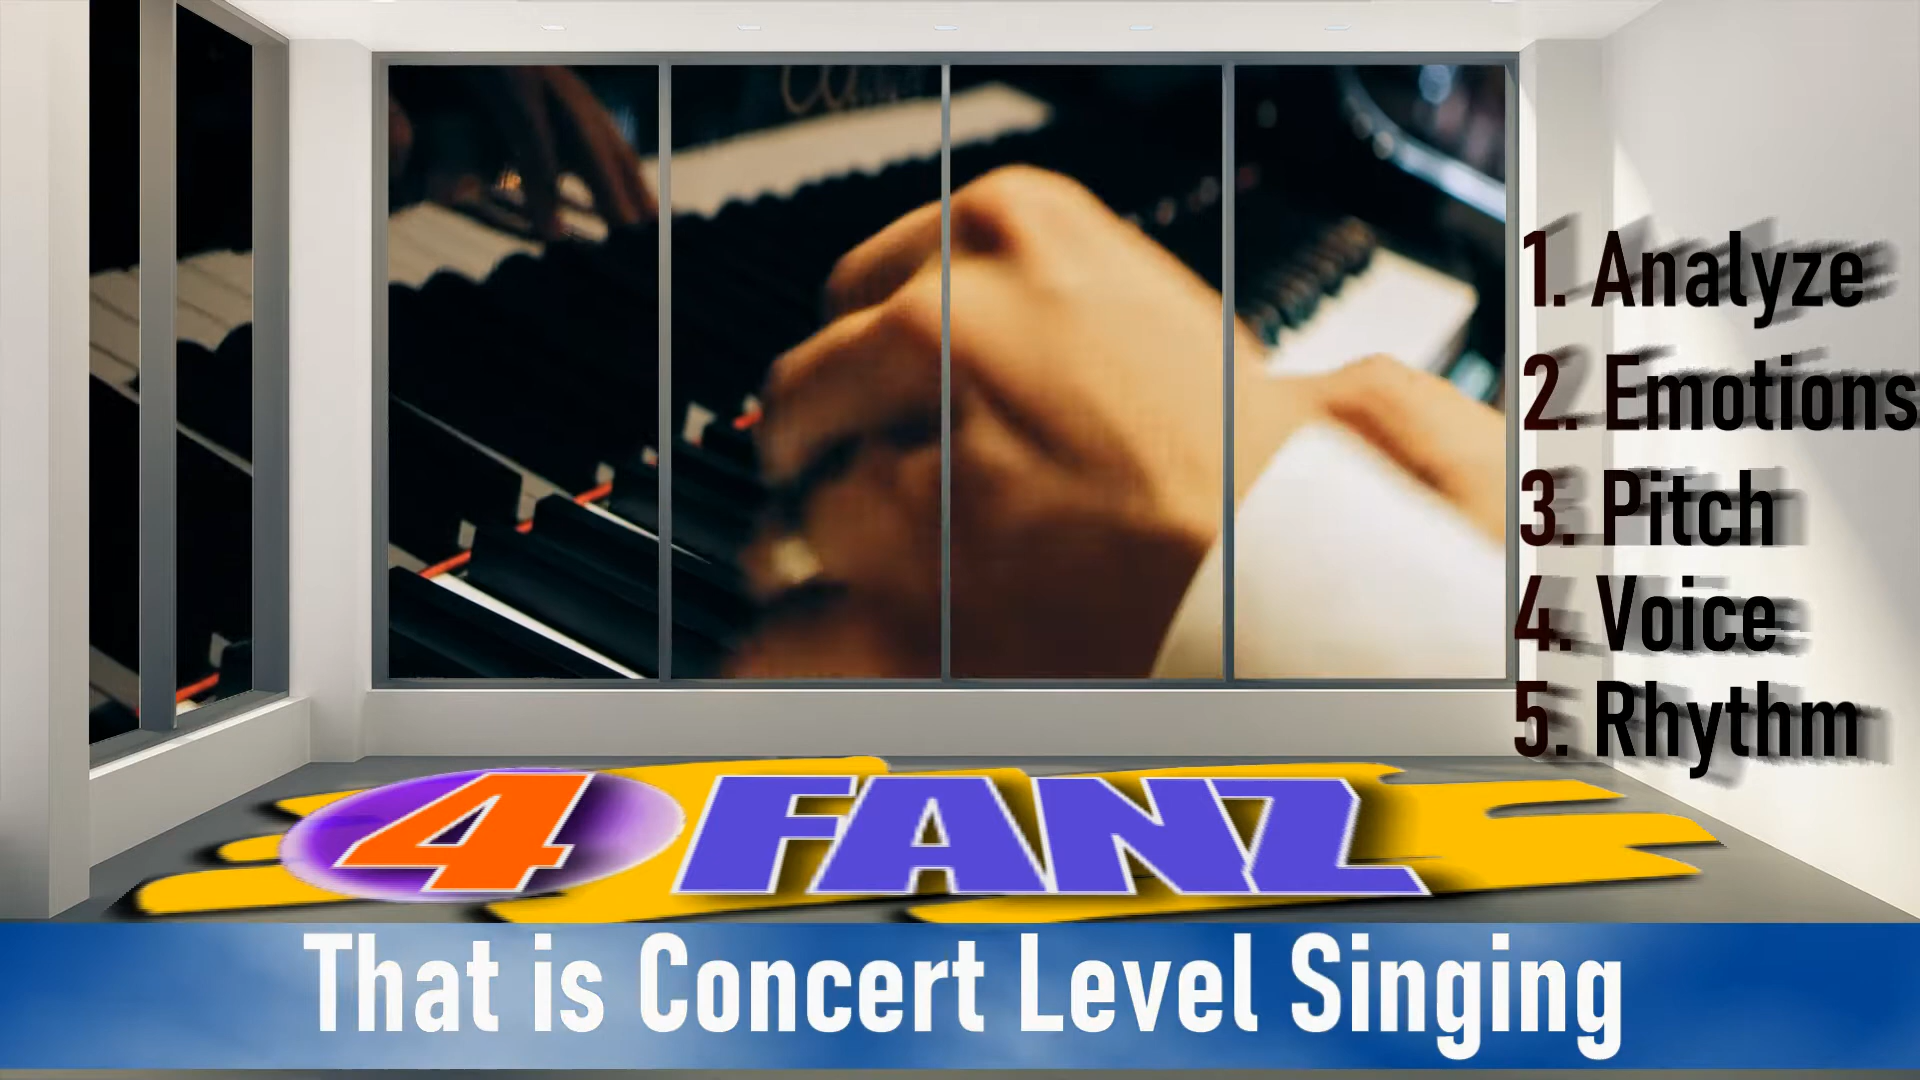 1. Analyze
2. Emotions
3. Pitch
4. Voice
5. Rhythm
4 FANZ
That is Concert Level Singing